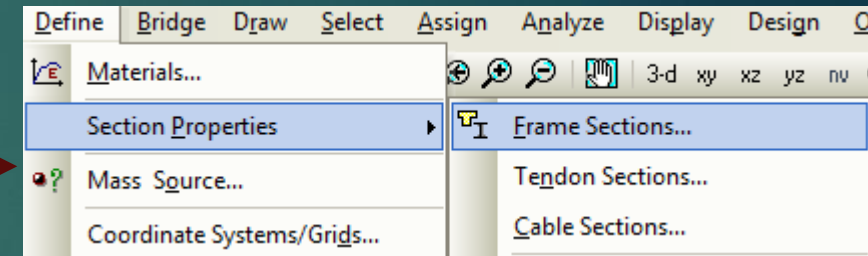 Define Bridge Draw Select Assign Analyze Display Design
Materials...
3-d xy xz yz nv
Section Properties
Frame Sections...
Mass Source...
Tendon Sections...
Coordinate Systems/Grids...
Cable Sections...